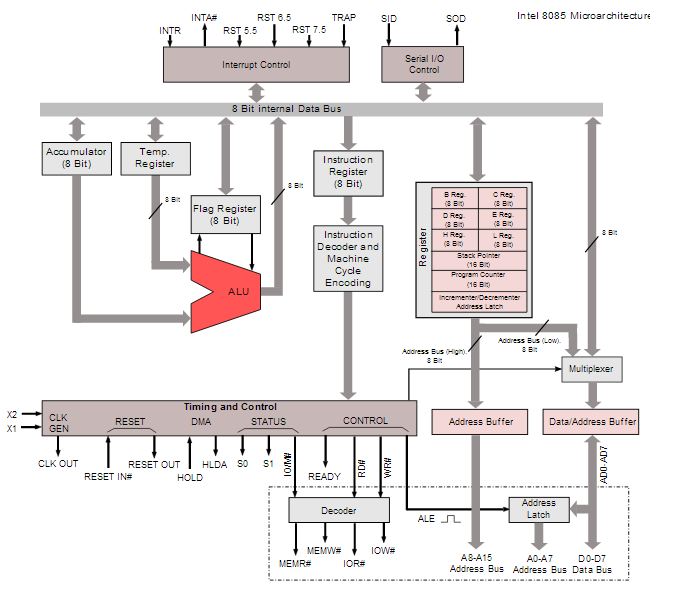 Intel 8085 Microarchitecture
INTR
INTA#
RST 5.5
RST 6.5
RST 7.5
TRAP
SID
SOD
Interrupt Control
Serial I/O
Control
8 Bit internal Data Bus
Accumulator
(8 Bit)
Temp.
Register
Instruction
Register
(8 Bit)
8 Bit
Flag Register
(8 Bit)
8 Bit
ALU
Instruction
Decoder and
Machine
Cycle
Encoding
Register
B Reg.
(8 Bit)
C Reg.
(8 Bit)
D Reg.
(8 Bit)
E Reg.
(8 Bit)
H Reg.
(8 Bit)
L Reg.
(8 Bit)
Stack Pointer
(16 Bit)
Program Counter
(16 Bit)
Incrementer/Decrementer
Address Latch
8 Bit
Address Bus (High).
8 Bit
Address Bus (Low).
8 Bit
Multiplexer
Timing and Control
X2
X1
CLK
GEN
RESET
DMA
STATUS
CONTROL
Address Buffer
Data/Address Buffer
CLK OUT
RESET IN#
RESET OUT
HOLD
HLDA
S0
S1
IO/M#
READY
RD#
WR#
AD0-AD7
Decoder
ALE
Address
Latch
MEMR#
MEMW#
IOR#
IOW#
A8-A15
Address Bus
A0-A7
Address Bus
D0-D7
Data Bus